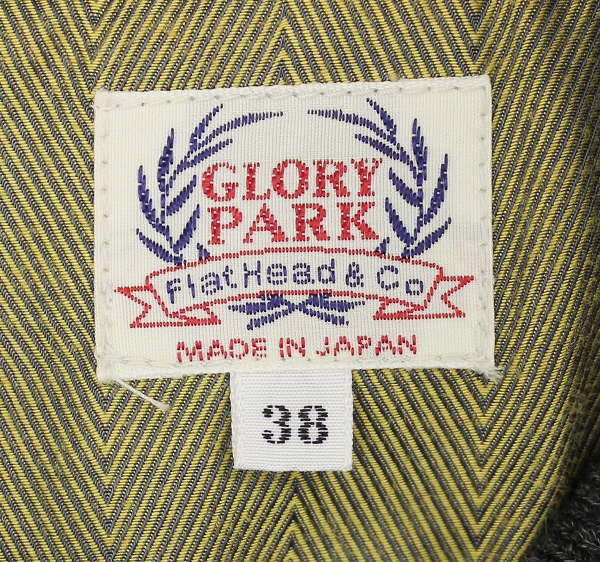 GLORY
PARK
FlatHead & Co
MADE IN JAPAN
38